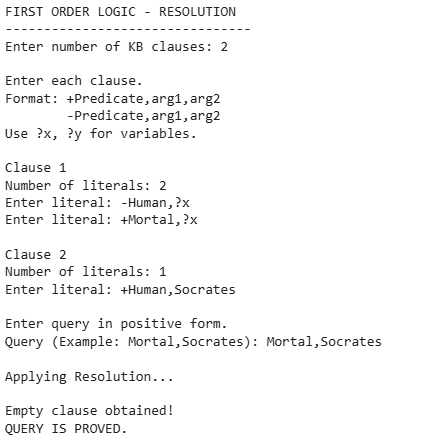 FIRST ORDER LOGIC - RESOLUTION
--------------------------------
Enter number of KB clauses: 2

Enter each clause.
Format: +Predicate,arg1,arg2
        -Predicate,arg1,arg2
Use ?x, ?y for variables.

Clause 1
Number of literals: 2
Enter literal: -Human,?x
Enter literal: +Mortal,?x

Clause 2
Number of literals: 1
Enter literal: +Human,Socrates

Enter query in positive form.
Query (Example: Mortal,Socrates): Mortal,Socrates

Applying Resolution...

Empty clause obtained!
QUERY IS PROVED.